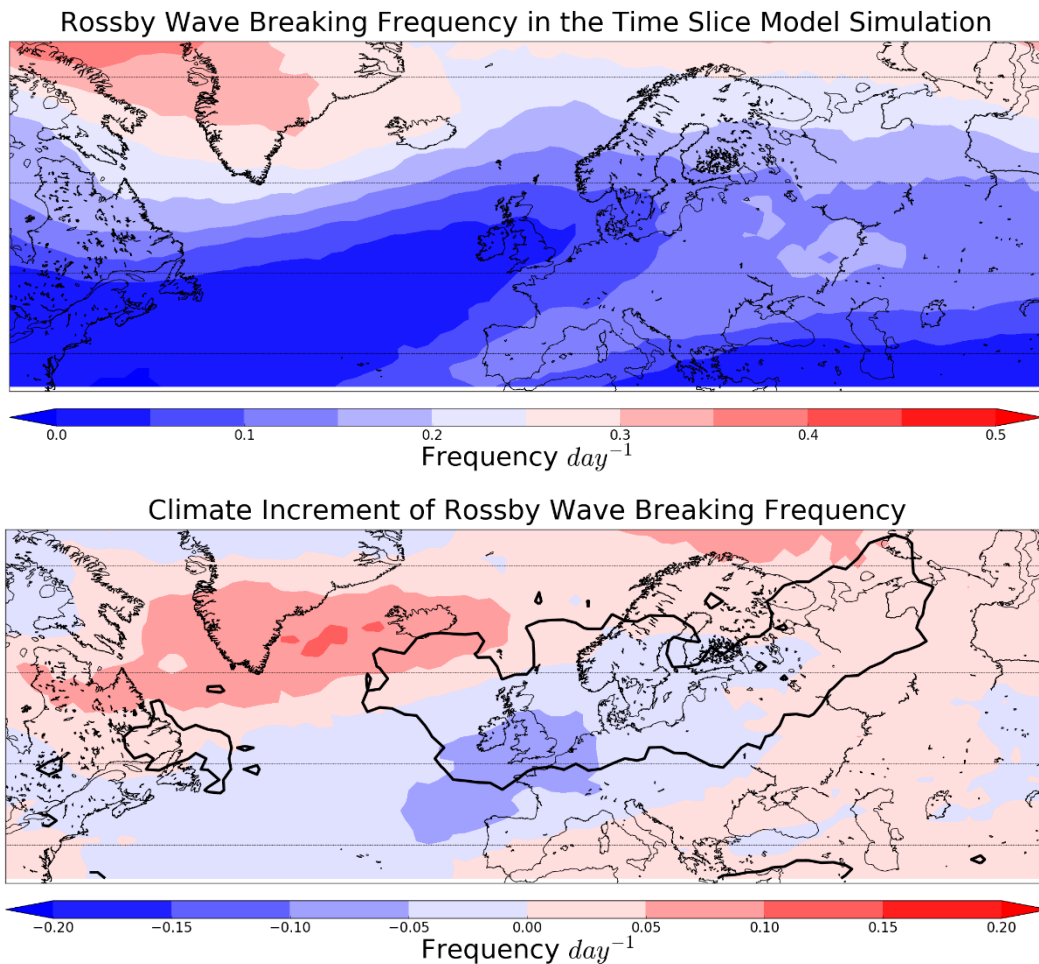 Rossby Wave Breaking Frequency in the Time Slice Model Simulation
0.0 0.1 0.2 0.3 0.4 0.5
Frequency day⁻¹
Climate Increment of Rossby Wave Breaking Frequency
−0.20 −0.15 −0.10 −0.05 0.00 0.05 0.10 0.15 0.20
Frequency day⁻¹